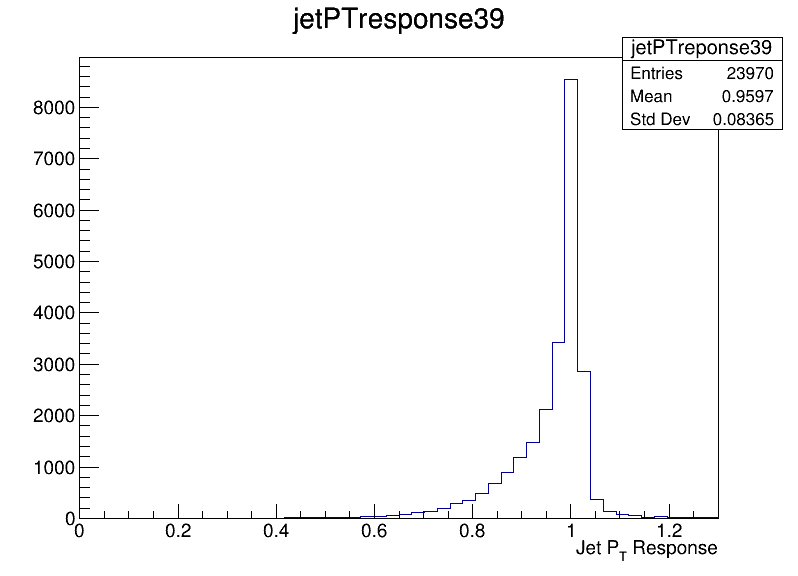 jetPTresponse39
jetPTreponse39
Entries 23970
Mean 0.9597
Std Dev 0.08365
8000
7000
6000
5000
4000
3000
2000
1000
0
0 0.2 0.4 0.6 0.8 1 1.2
Jet PT Response